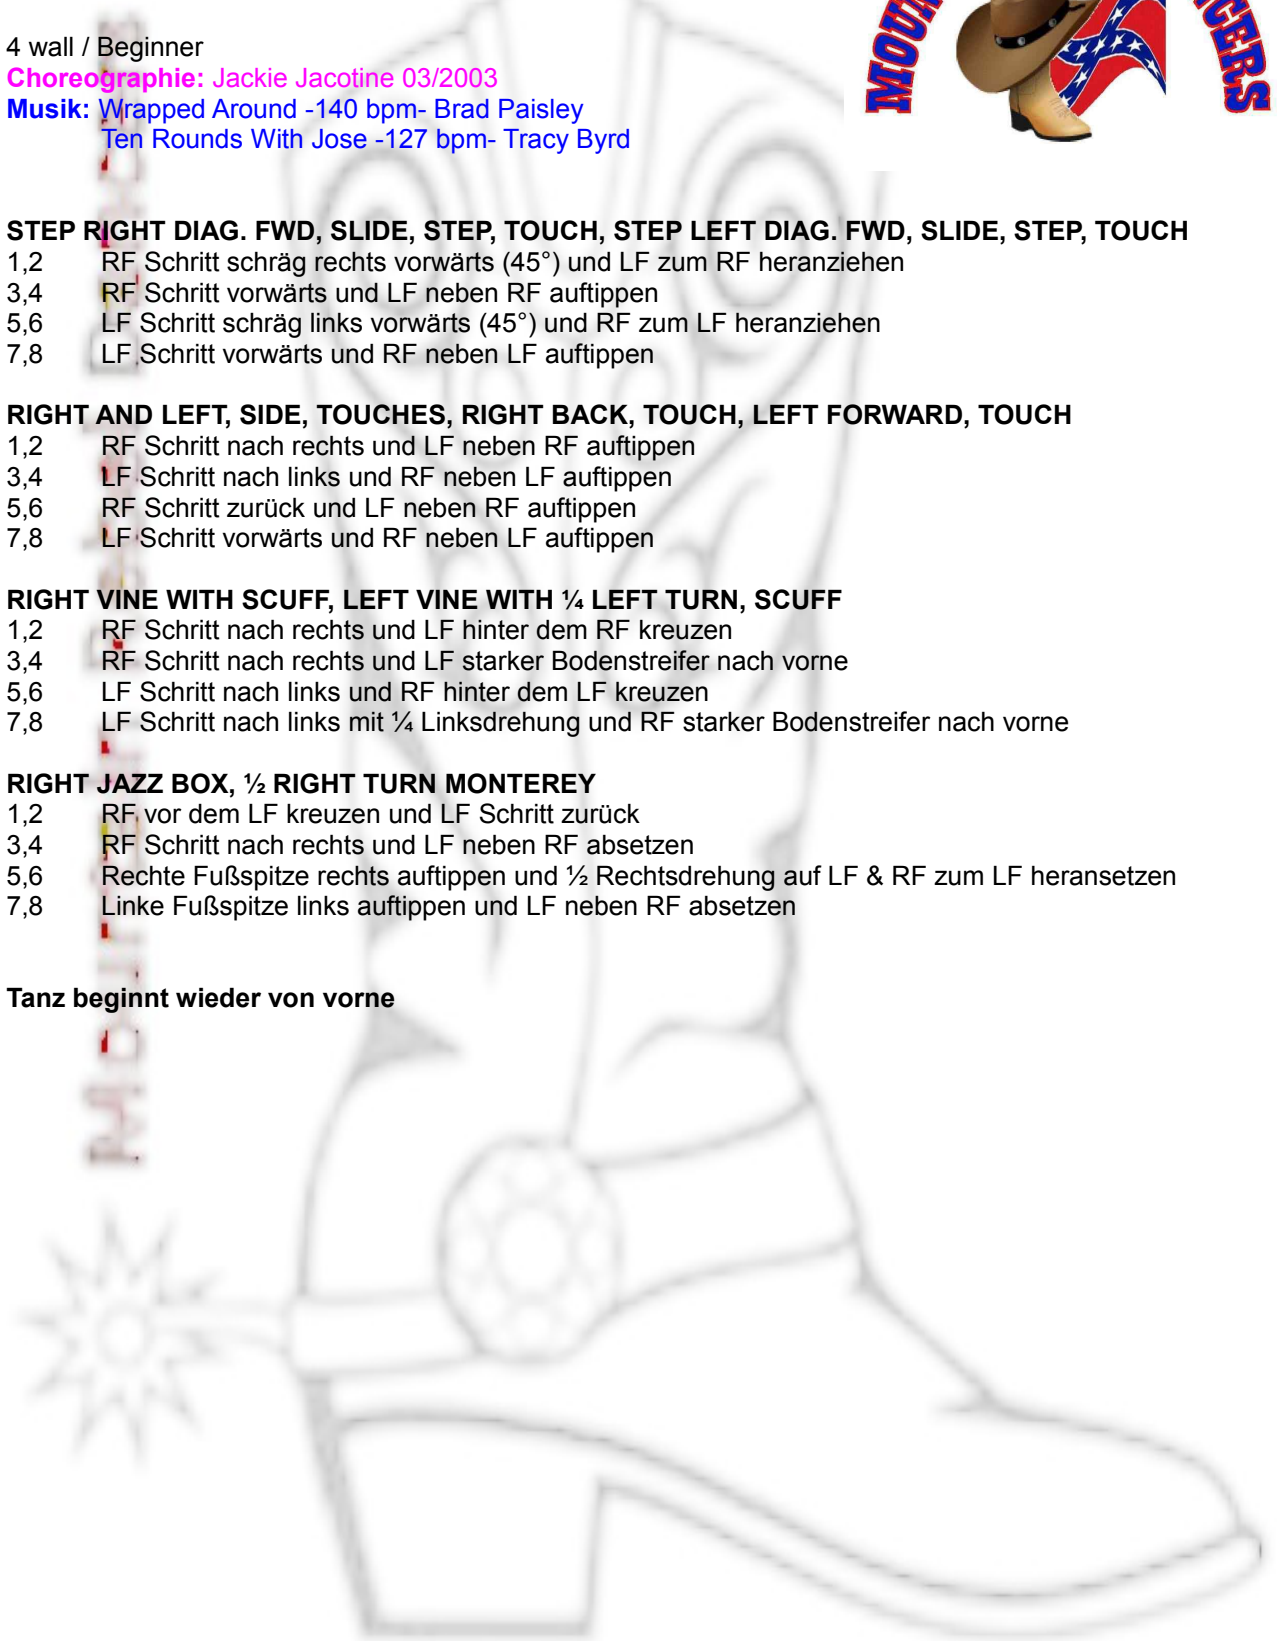 4 wall / Beginner
Choreographie: Jackie Jacotine 03/2003
Musik: Wrapped Around -140 bpm- Brad Paisley
Ten Rounds With Jose -127 bpm- Tracy Byrd
STEP RIGHT DIAG. FWD, SLIDE, STEP, TOUCH, STEP LEFT DIAG. FWD, SLIDE, STEP, TOUCH
1,2 RF Schritt schräg rechts vorwärts (45°) und LF zum RF heranziehen
3,4 RF Schritt vorwärts und LF neben RF auftippen
5,6 LF Schritt schräg links vorwärts (45°) und RF zum LF heranziehen
7,8 LF Schritt vorwärts und RF neben LF auftippen
RIGHT AND LEFT, SIDE, TOUCHES, RIGHT BACK, TOUCH, LEFT FORWARD, TOUCH
1,2 RF Schritt nach rechts und LF neben RF auftippen
3,4 LF Schritt nach links und RF neben LF auftippen
5,6 RF Schritt zurück und LF neben RF auftippen
7,8 LF Schritt vorwärts und RF neben LF auftippen
RIGHT VINE WITH SCUFF, LEFT VINE WITH ¼ LEFT TURN, SCUFF
1,2 RF Schritt nach rechts und LF hinter dem RF kreuzen
3,4 RF Schritt nach rechts und LF starker Bodenstreifer nach vorne
5,6 LF Schritt nach links und RF hinter dem LF kreuzen
7,8 LF Schritt nach links mit ¼ Linksdrehung und RF starker Bodenstreifer nach vorne
RIGHT JAZZ BOX, ½ RIGHT TURN MONTEREY
1,2 RF vor dem LF kreuzen und LF Schritt zurück
3,4 RF Schritt nach rechts und LF neben RF absetzen
5,6 Rechte Fußspitze rechts auftippen und ½ Rechtsdrehung auf LF & RF zum LF heransetzen
7,8 Linke Fußspitze links auftippen und LF neben RF absetzen
Tanz beginnt wieder von vorne